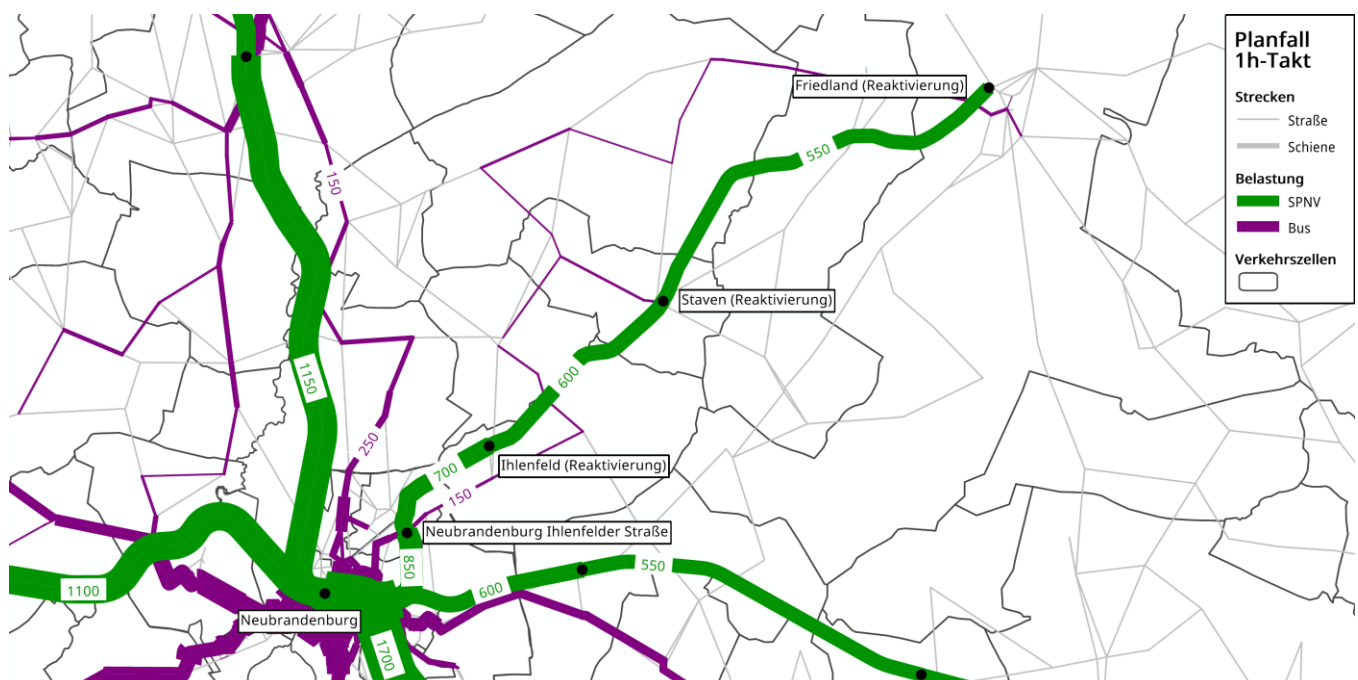 Planfall
1h-Takt
Strecken
Straße
Schiene
Belastung
SPNV
Bus
Verkehrszellen
Friedland (Reaktivierung)
550
150
Staven (Reaktivierung)
1150
600
250
700
Ihlenfeld (Reaktivierung)
150
Neubrandenburg Ihlenfelder Straße
850
550
600
1100
Neubrandenburg
1700